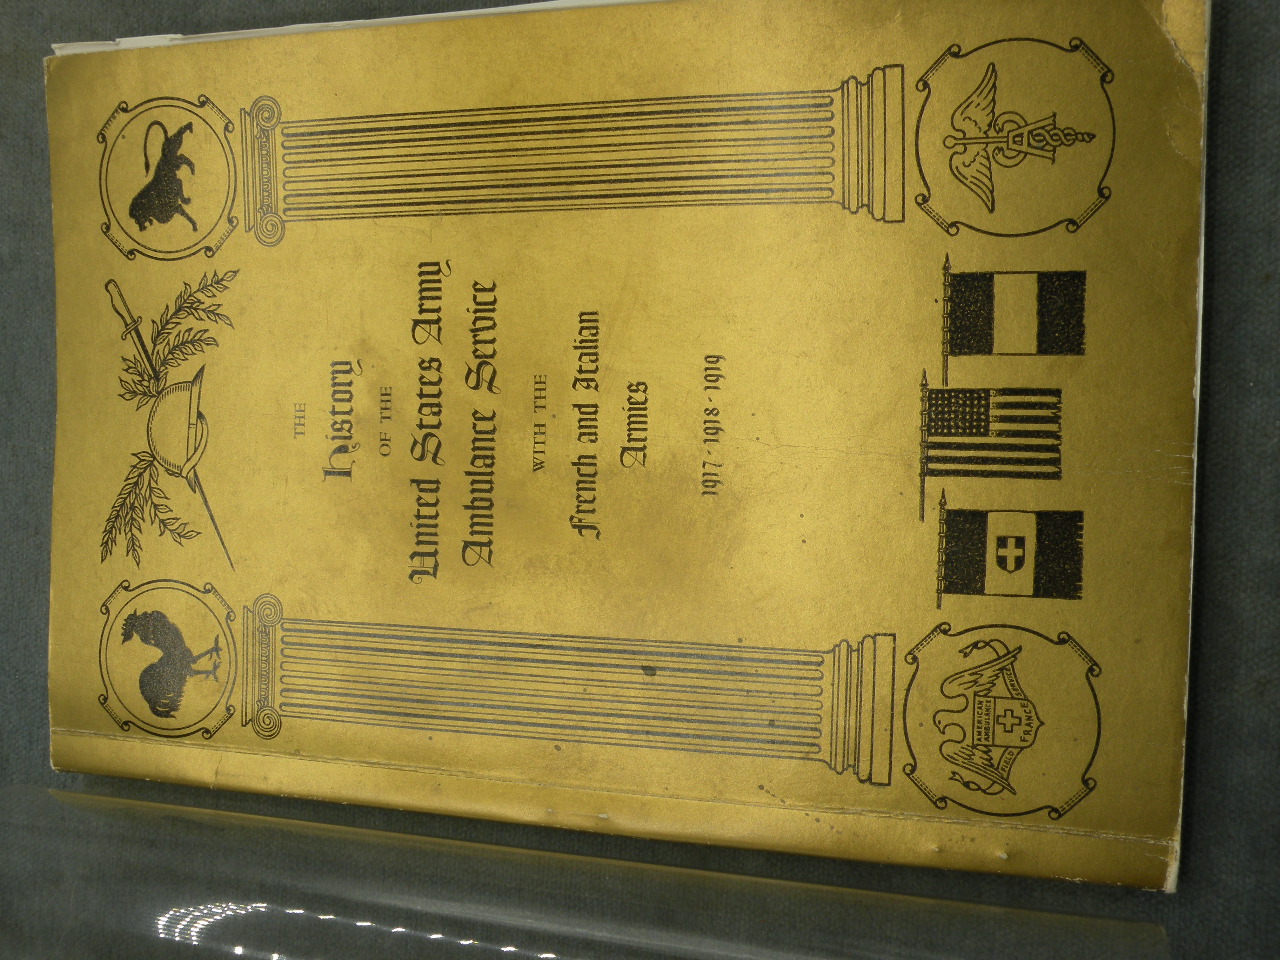 THE
History
OF THE
United States Army
Ambulance Service
WITH THE
French and Italian
Armies
1917 - 1918 - 1919
AMERICAN
AMBULANCE
FIELD
SERVICE
FRANCE
A